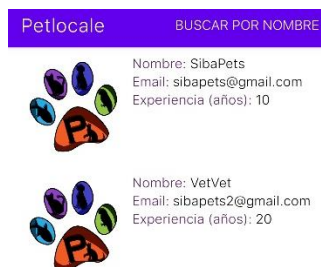 Petlocale
BUSCAR POR NOMBRE
Nombre: SibaPets
Email: sibapets@gmail.com
Experiencia (años): 10
P
Nombre: VetVet
Email: sibapets2@gmail.com
Experiencia (años): 20
P